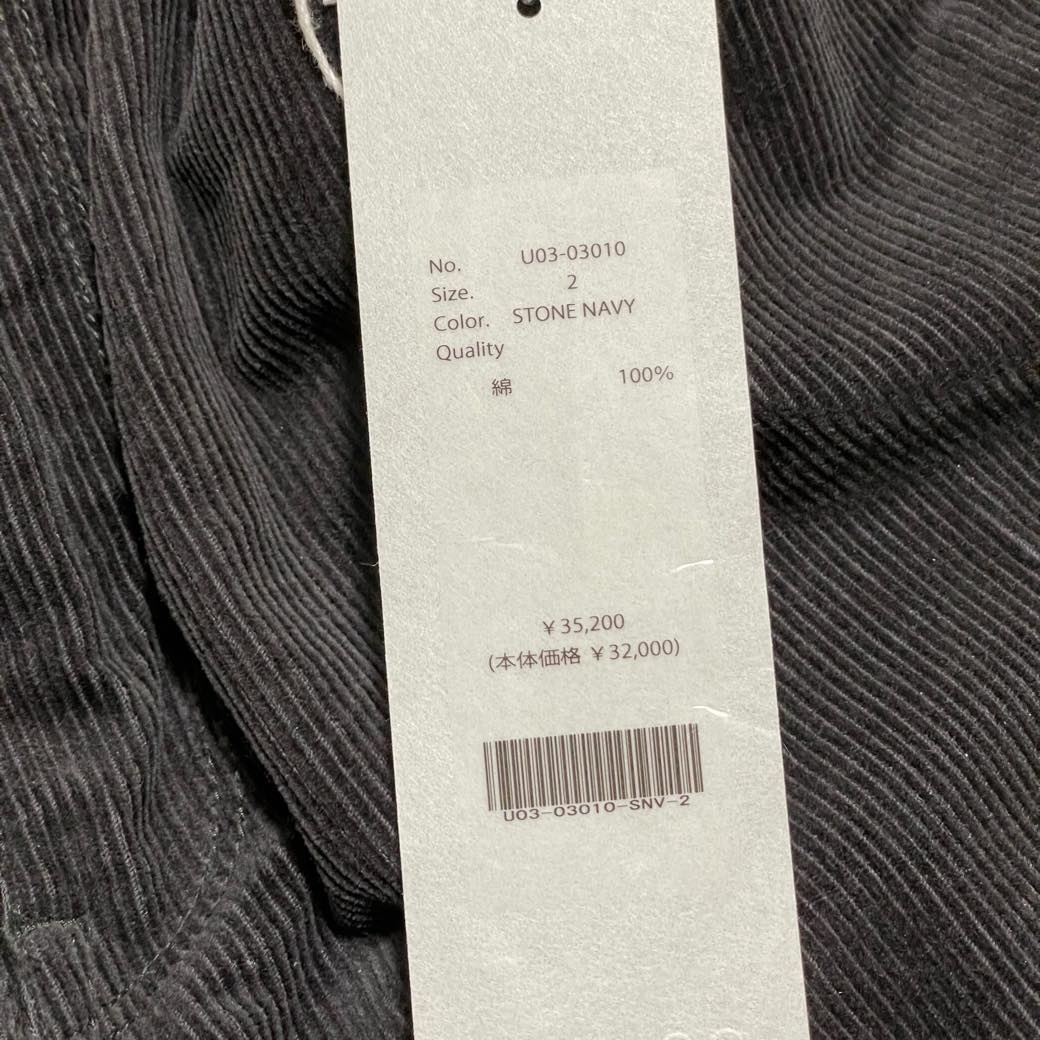 No. U03-03010
Size. 2
Color. STONE NAVY
Quality
綿 100%
¥35,200
(本体価格 ¥32,000)
U03-03010-SNV-2